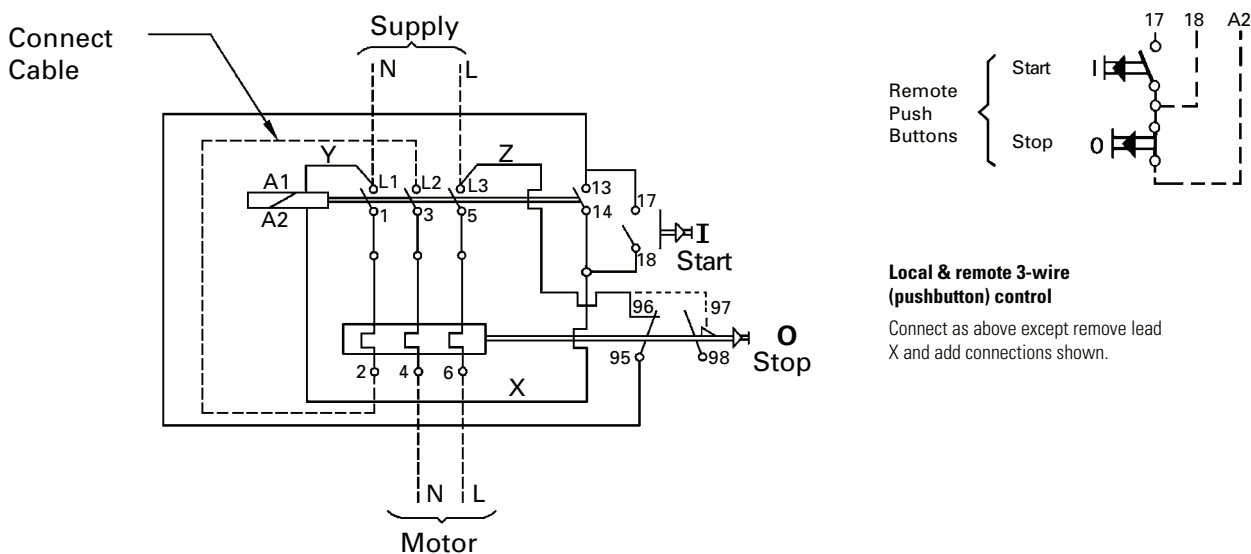 Connect
Cable
Supply
N L
Y Z
A1 L1 L2 L3 13
A2 1 3 5 14 17
I
18 Start
96 97
O
95 98 Stop
2 4 6
X
N L
Motor
17 18 A2
Remote
Push
Buttons
Start I
Stop O
Local & remote 3-wire
(pushbutton) control
Connect as above except remove lead
X and add connections shown.